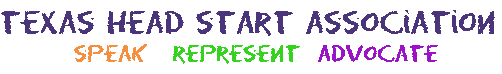 TEXAS HEAD START ASSOCIATION
SPEAK REPRESENT ADVOCATE